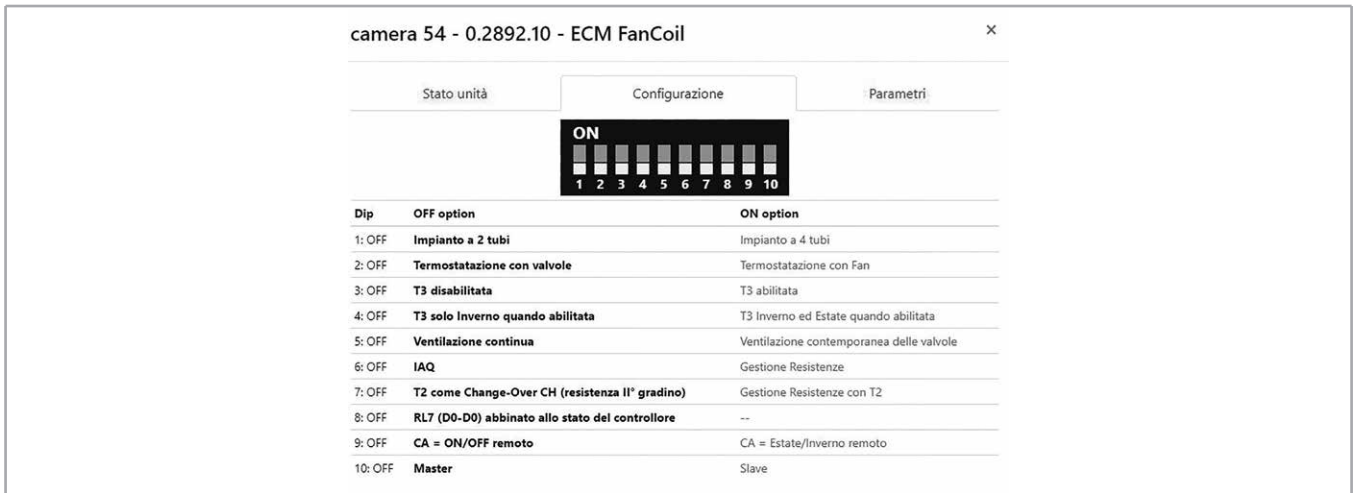 camera 54 - 0.2892.10 - ECM FanCoil ×
Stato unità Configurazione Parametri
ON
1 2 3 4 5 6 7 8 9 10
Dip OFF option ON option
1: OFF Impianto a 2 tubi Impianto a 4 tubi
2: OFF Termostatazione con valvole Termostatazione con Fan
3: OFF T3 disabilitata T3 abilitata
4: OFF T3 solo Inverno quando abilitata T3 Inverno ed Estate quando abilitata
5: OFF Ventilazione continua Ventilazione contemporanea delle valvole
6: OFF IAQ Gestione Resistenze
7: OFF T2 come Change-Over CH (resistenza II° gradino) Gestione Resistenze con T2
8: OFF RL7 (D0-D0) abbinato allo stato del controllore --
9: OFF CA = ON/OFF remoto CA = Estate/Inverno remoto
10: OFF Master Slave